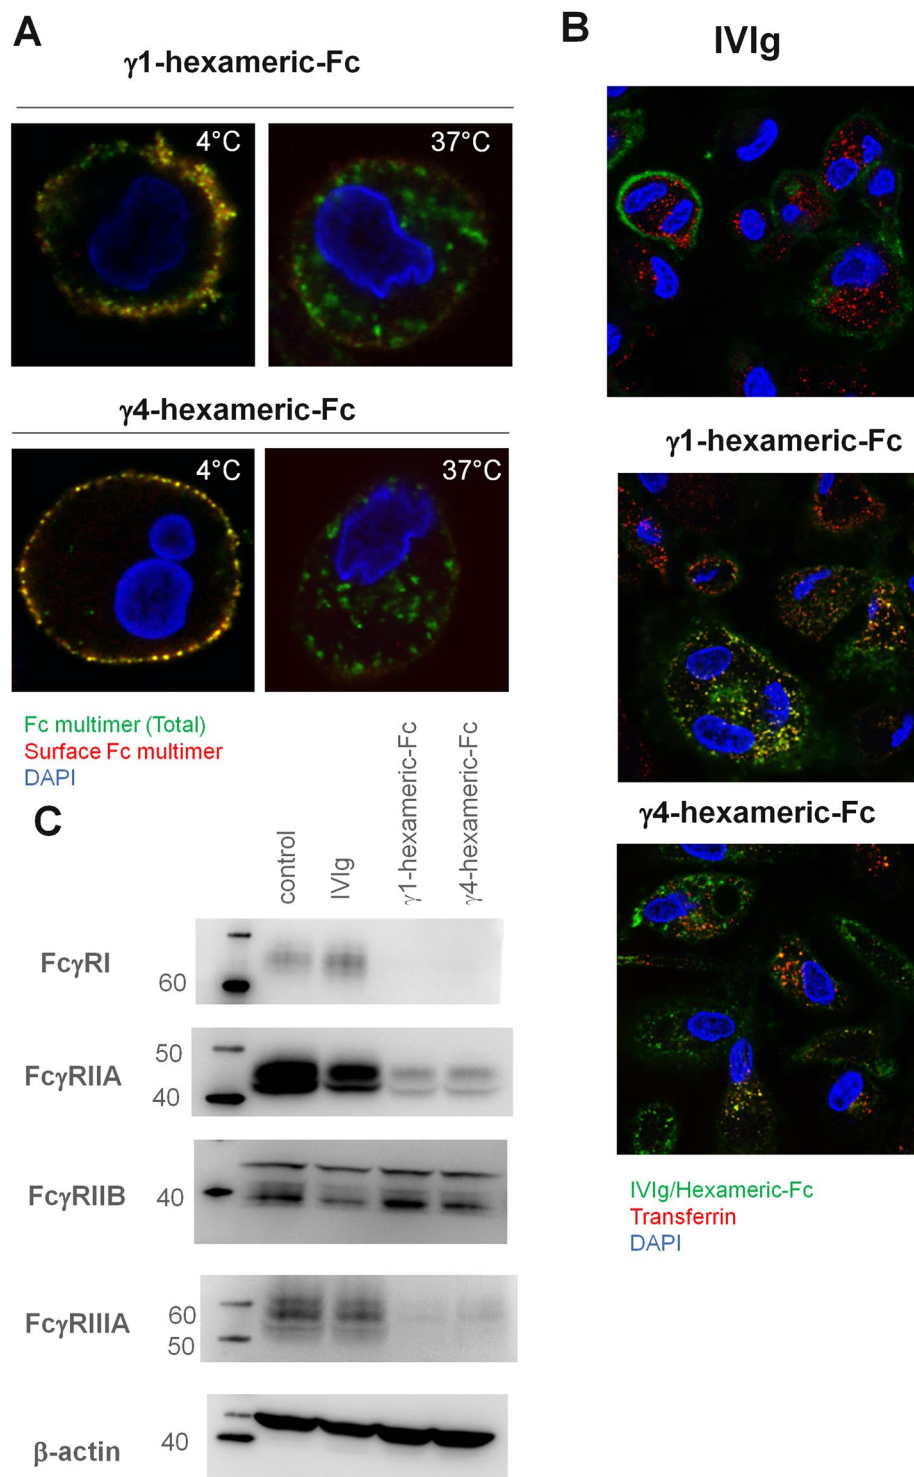 A
γ1-hexameric-Fc
4°C
37°C
γ4-hexameric-Fc
4°C
37°C
Fc multimer (Total)
Surface Fc multimer
DAPI
B
IVIg
γ1-hexameric-Fc
γ4-hexameric-Fc
IVIg/Hexameric-Fc
Transferrin
DAPI
C
control
IVIg
γ1-hexameric-Fc
γ4-hexameric-Fc
FcγRI
60
FcγRIIA
50
40
FcγRIIB
40
FcγRIIIA
60
50
β-actin
40